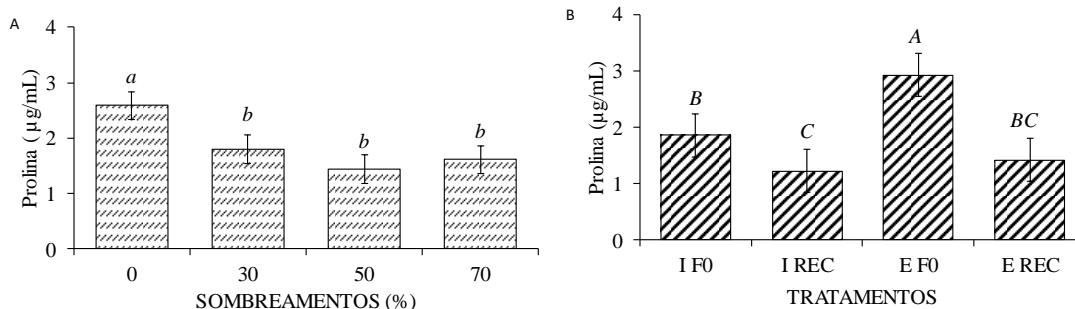 A
Prolina (µg/mL)
4
3
2
1
0
a
b
b
b
0 30 50 70
SOMBREAMENTOS (%)
B
Prolina (µg/mL)
4
3
2
1
0
B
C
A
BC
I F0 I REC E F0 E REC
TRATAMENTOS